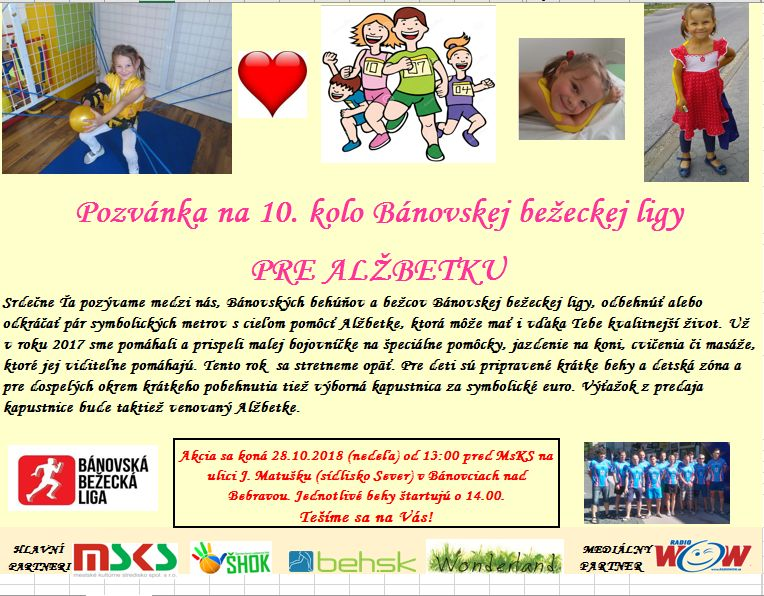 Pozvánka na 10. kolo Bánovskej bežeckej ligy
PRE ALŽBETKU
Srdečne Ťa pozývame medzi nás, Bánovských behúňov a bežcov Bánovskej bežeckej ligy, odbehnúť alebo
odkráčať pár symbolických metrov s cieľom pomôcť Alžbetke, ktorá môže mať i vďaka Tebe kvalitnejší život. Už
v roku 2017 sme pomáhali a prispeli malej bojovníčke na špeciálne pomôcky, jazdenie na koni, cvičenia či masáže,
ktoré jej viditeľne pomáhajú. Tento rok sa stretneme opäť. Pre deti sú pripravené krátke behy a detská zóna a
pre dospelých okrem krátkeho pobehnutia tiež výborná kapustnica za symbolické euro. Výťažok z predaja
kapustnice bude taktiež venovaný Alžbetke.
BÁNOVSKÁ
BEŽECKÁ
LIGA
Akcia sa koná 28.10.2018 (nedeľa) od 13:00 pred MsKS na
ulici J. Matušku (sídlisko Sever) v Bánovciach nad
Bebravou. Jednotlivé behy štartujú o 14.00.
Tešíme sa na Vás!
HLAVNÍ
PARTNERI
MSKS
mestské kultúrne stredisko spol. s r.o.
ŠHOK
behsk
Wonderland
MEDIÁLNY
PARTNER
RADIO
WOW